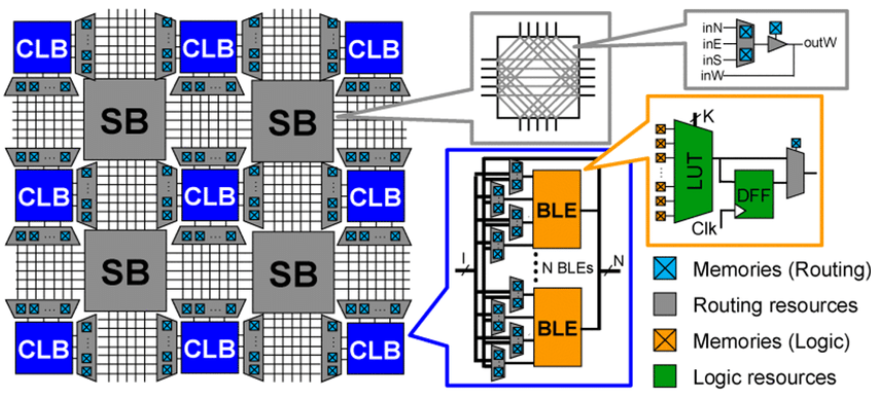 CLB CLB CLB
SB SB
CLB CLB CLB
SB SB
CLB CLB CLB
inN
inE
inS
inW
outW
K
LUT
DFF
Clk
BLE
I
N BLEs
N
BLE
Memories (Routing)
Routing resources
Memories (Logic)
Logic resources